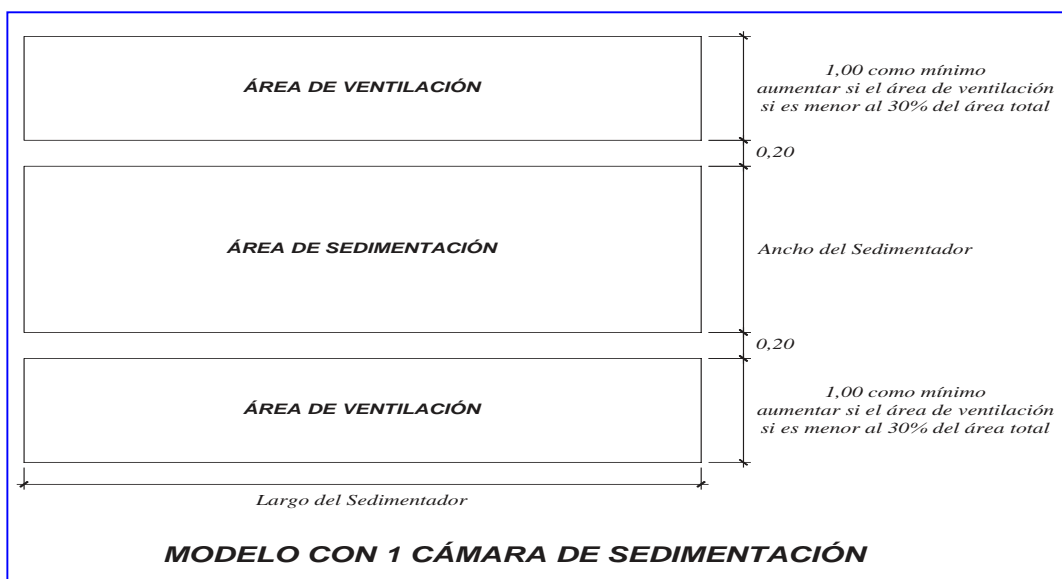 ÁREA DE VENTILACIÓN
1,00 como mínimo
aumentar si el área de ventilación
si es menor al 30% del área total
0,20
ÁREA DE SEDIMENTACIÓN
Ancho del Sedimentador
0,20
ÁREA DE VENTILACIÓN
1,00 como mínimo
aumentar si el área de ventilación
si es menor al 30% del área total
Largo del Sedimentador
MODELO CON 1 CÁMARA DE SEDIMENTACIÓN